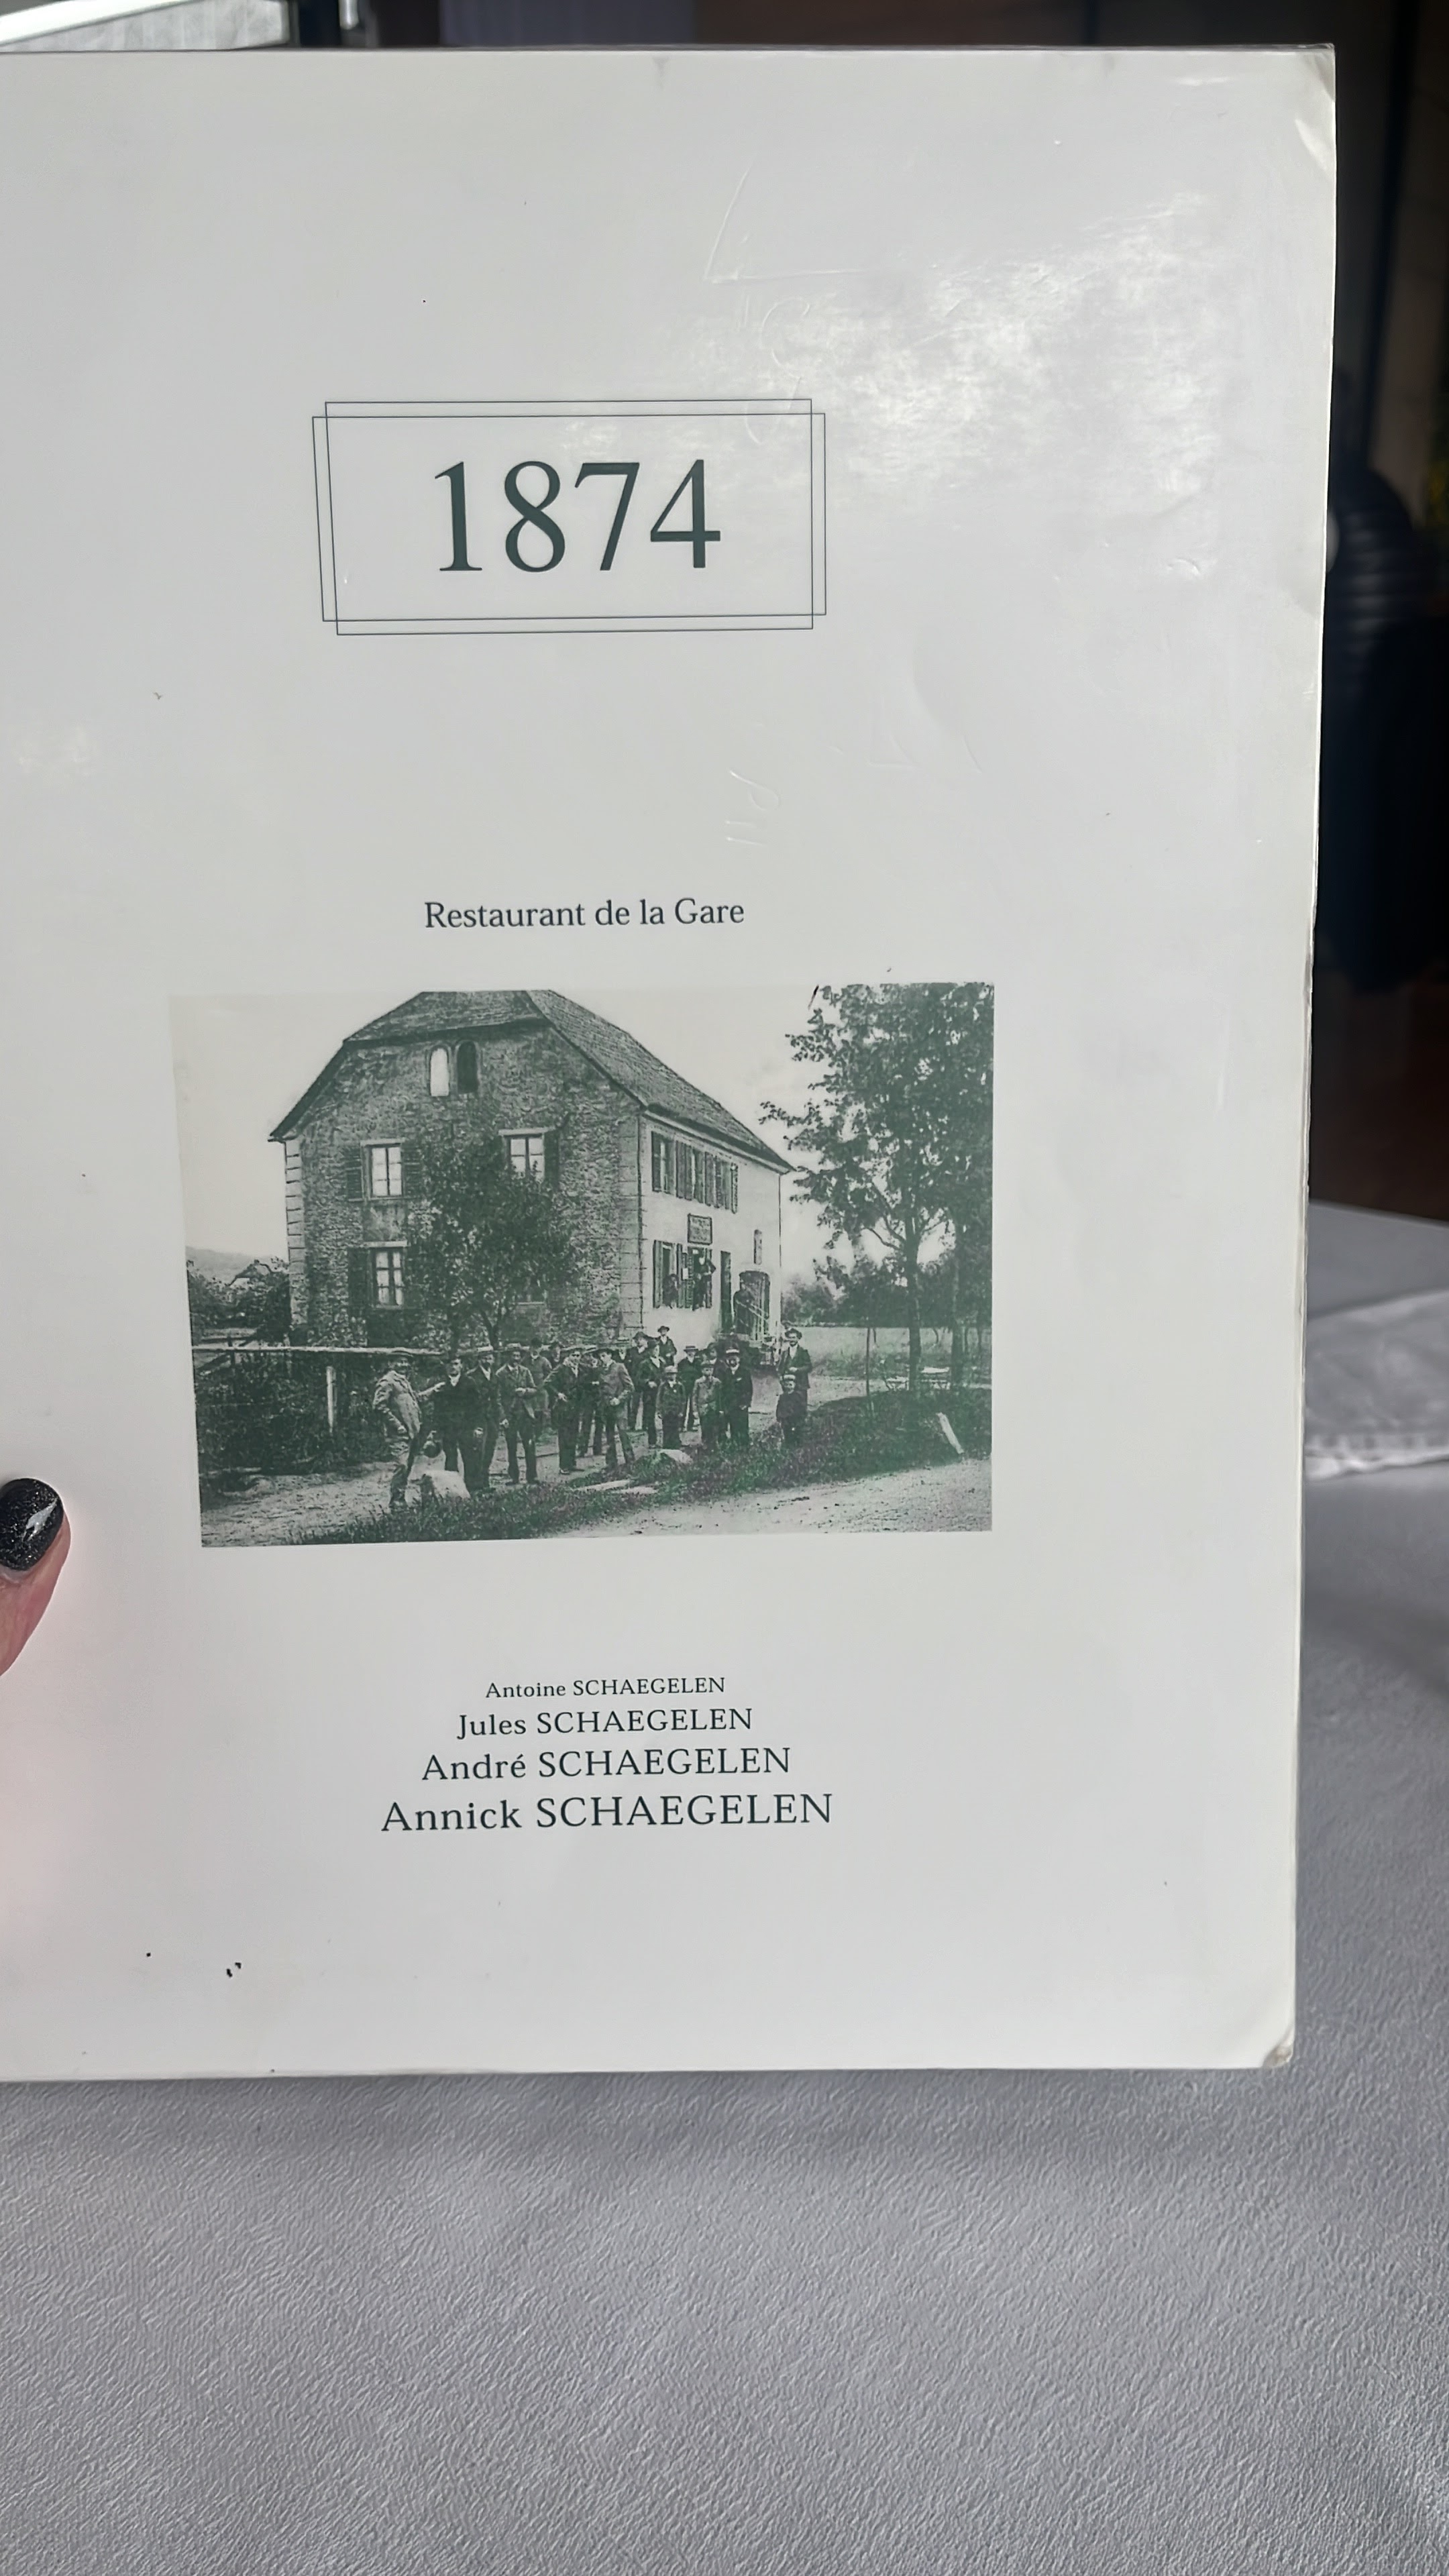 1874
Restaurant de la Gare
Antoine SCHAEGELEN
Jules SCHAEGELEN
André SCHAEGELEN
Annick SCHAEGELEN